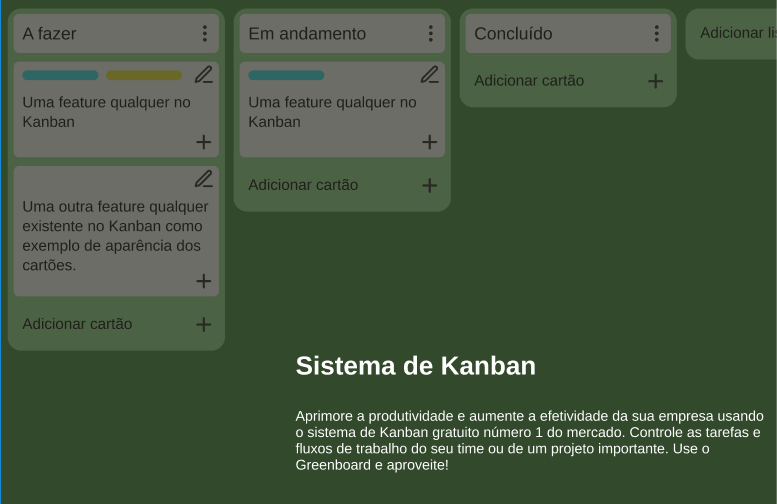 A fazer
Uma feature qualquer no
Kanban
Uma outra feature qualquer
existente no Kanban como
exemplo de aparência dos
cartões.
Adicionar cartão
Em andamento
Uma feature qualquer no
Kanban
Adicionar cartão
Concluído
Adicionar cartão
Adicionar
Sistema de Kanban
Aprimore a produtividade e aumente a efetividade da sua empresa usando
o sistema de Kanban gratuito número 1 do mercado. Controle as tarefas e
fluxos de trabalho do seu time ou de um projeto importante. Use o
Greenboard e aproveite!